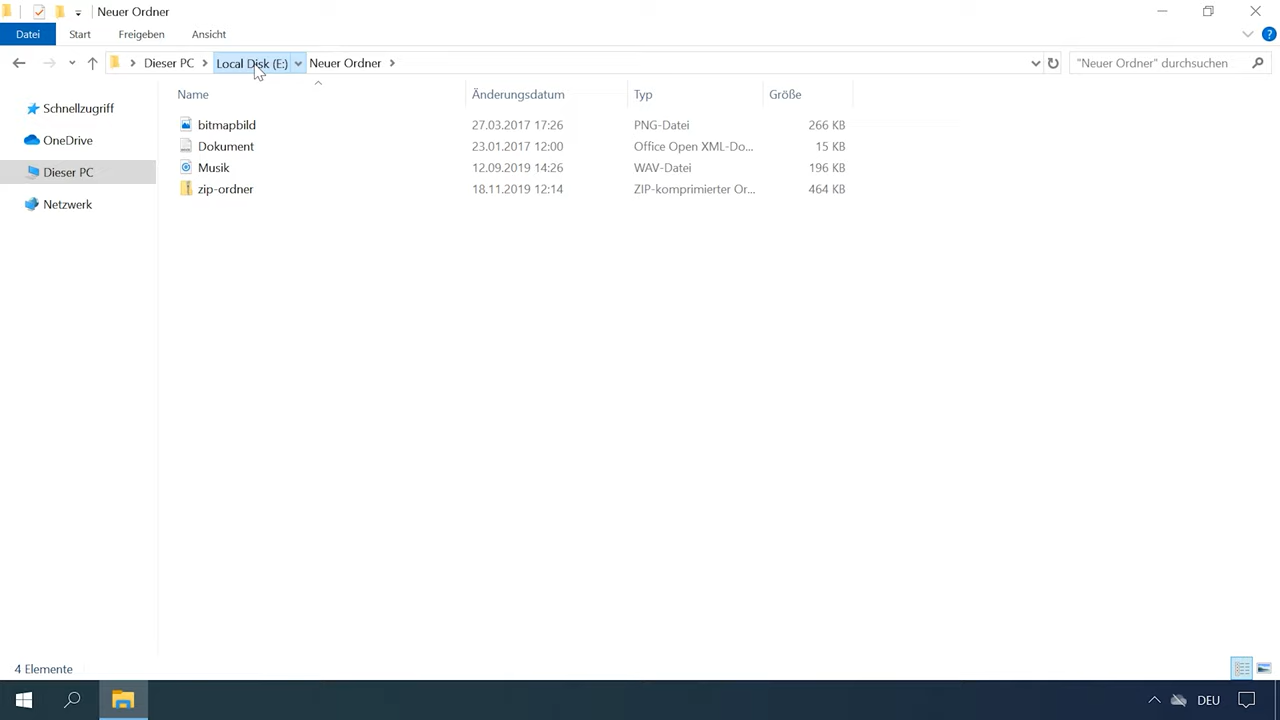 Neuer Ordner
Datei Start Freigeben Ansicht
Dieser PC Local Disk (E:) Neuer Ordner "Neuer Ordner" durchsuchen
Name Änderungsdatum Typ Größe
Schnellzugriff
OneDrive
Dieser PC
Netzwerk
bitmapbild 27.03.2017 17:26 PNG-Datei 266 KB
Dokument 23.01.2017 12:00 Office Open XML-Do... 15 KB
Musik 12.09.2019 14:26 WAV-Datei 196 KB
zip-ordner 18.11.2019 12:14 ZIP-komprimierter Or... 464 KB
4 Elemente
DEU